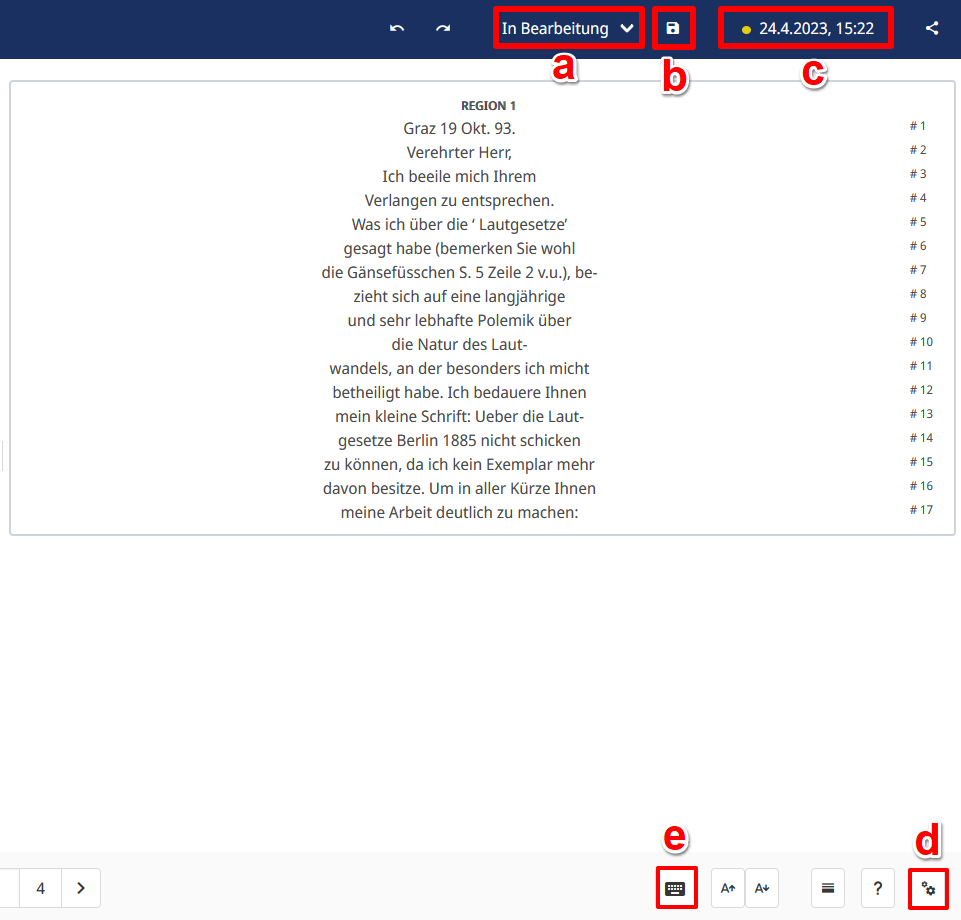 In Bearbeitung
24.4.2023, 15:22
a
b
c
REGION 1
Graz 19 Okt. 93. #1
Verehrter Herr, #2
Ich beeile mich Ihrem #3
Verlangen zu entsprechen. #4
Was ich über die ‘ Lautgesetze’ #5
gesagt habe (bemerken Sie wohl #6
die Gänsefüsschen S. 5 Zeile 2 v.u.), be- #7
zieht sich auf eine langjährige #8
und sehr lebhafte Polemik über #9
die Natur des Laut- #10
wandels, an der besonders ich micht #11
betheiligt habe. Ich bedauere Ihnen #12
mein kleine Schrift: Ueber die Laut- #13
gesetze Berlin 1885 nicht schicken #14
zu können, da ich kein Exemplar mehr #15
davon besitze. Um in aller Kürze Ihnen #16
meine Arbeit deutlich zu machen: #17
e
d
4
A
A
?